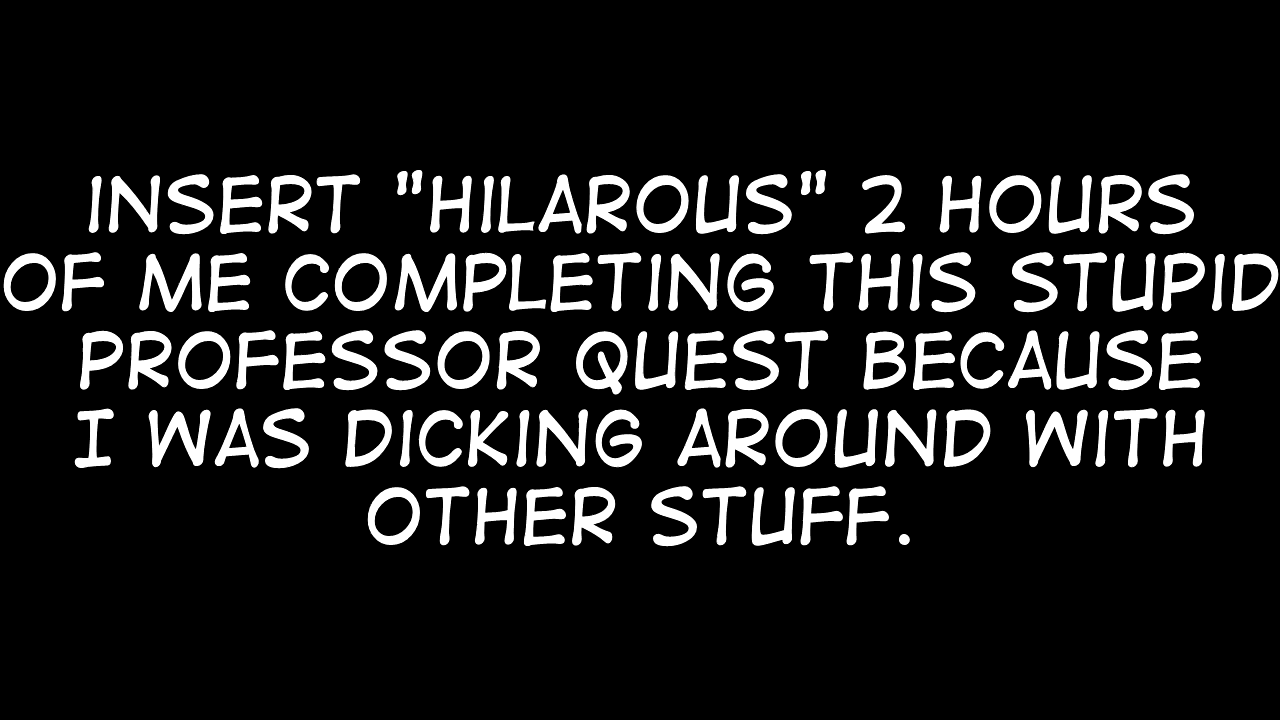 INSERT "HILAROUS" 2 HOURS
OF ME COMPLETING THIS STUPID
PROFESSOR QUEST BECAUSE
I WAS DICKING AROUND WITH
OTHER STUFF.